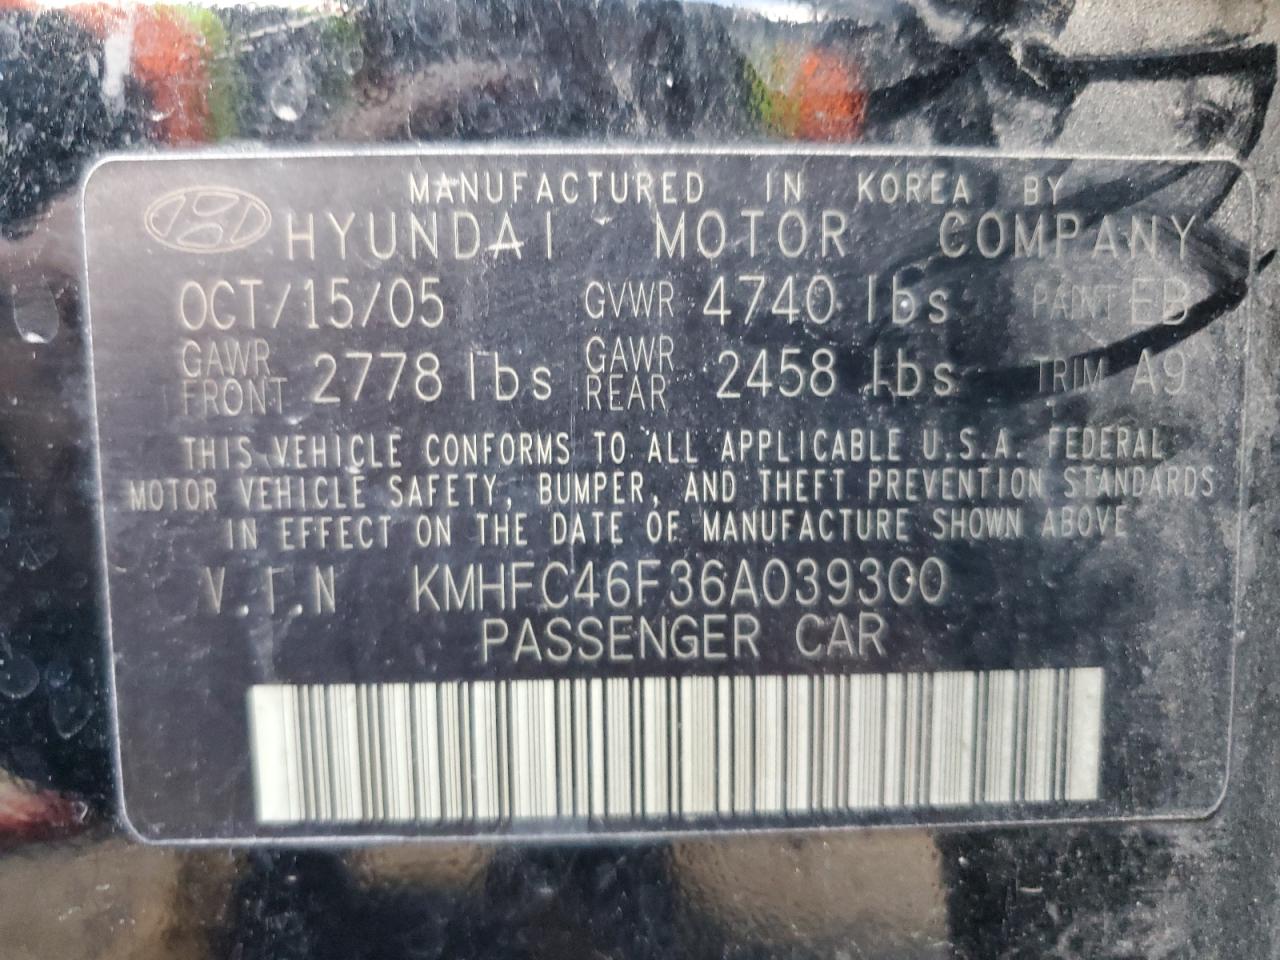 MANUFACTURED IN KOREA BY
HYUNDAI MOTOR COMPANY
OCT/15/05 GVWR 4740 lbs PAINT EB
GAWR FRONT 2778 lbs GAWR REAR 2458 lbs TRIM A9
THIS VEHICLE CONFORMS TO ALL APPLICABLE U.S.A. FEDERAL
MOTOR VEHICLE SAFETY, BUMPER, AND THEFT PREVENTION STANDARDS
IN EFFECT ON THE DATE OF MANUFACTURE SHOWN ABOVE
V.I.N KMHFC46F36A039300
PASSENGER CAR